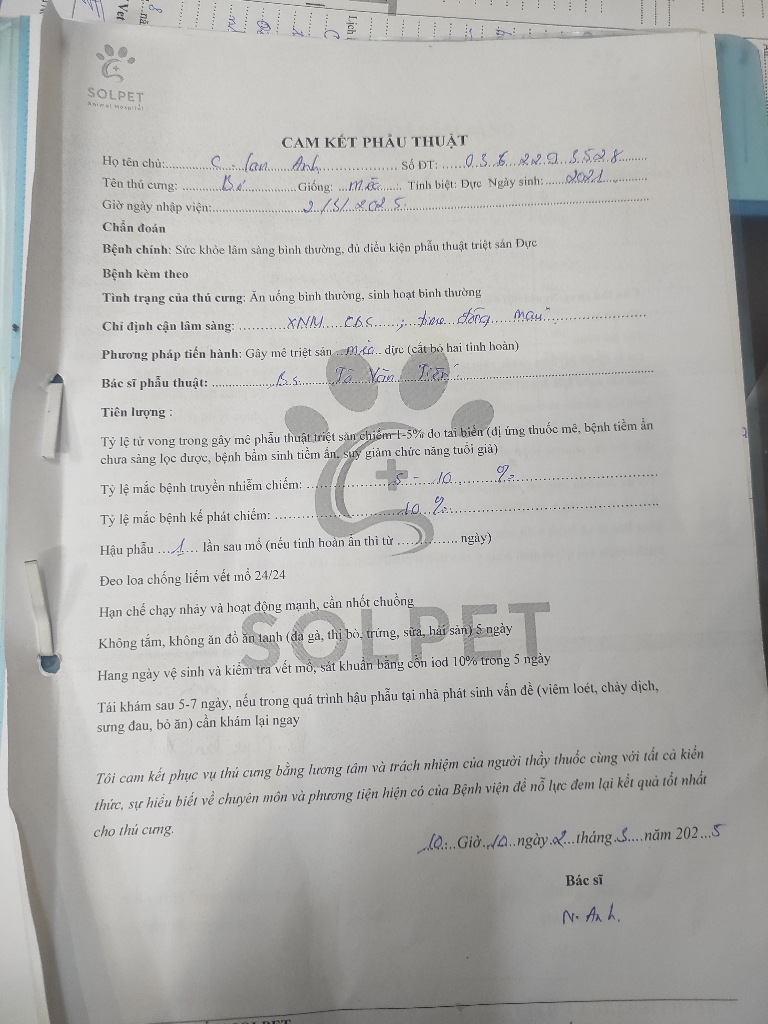 SOLPET
Animal Hospital
CAM KẾT PHẪU THUẬT
Họ tên chủ: C. Lan Anh Số ĐT: 036 229 3528
Tên thú cưng: Bé Giống: mèo Tính biệt: Đực Ngày sinh: 2021
Giờ ngày nhập viện: 2/3/2025
Chẩn đoán
Bệnh chính: Sức khỏe lâm sàng bình thường, đủ điều kiện phẫu thuật triệt sản Đực
Bệnh kèm theo
Tình trạng của thú cưng: Ăn uống bình thường, sinh hoạt bình thường
Chỉ định cận lâm sàng: XNM CBC ; đông máu
Phương pháp tiến hành: Gây mê triệt sản mèo đực (cắt bỏ hai tinh hoàn)
Bác sĩ phẫu thuật: Bs Tô Văn Tiến
Tiên lượng :
Tỷ lệ tử vong trong gây mê phẫu thuật triệt sản chiếm 1-5% do tai biến (dị ứng thuốc mê, bệnh tiềm ẩn
chưa sàng lọc được, bệnh bẩm sinh tiềm ẩn, suy giảm chức năng tuổi già)
Tỷ lệ mắc bệnh truyền nhiễm chiếm: 5 - 10 %
Tỷ lệ mắc bệnh kế phát chiếm: 10 %
Hậu phẫu 1 lần sau mổ (nếu tinh hoàn ẩn thì từ ............ ngày)
Đeo loa chống liếm vết mổ 24/24
Hạn chế chạy nhảy và hoạt động mạnh, cần nhốt chuồng
Không tắm, không ăn đồ ăn tanh (da gà, thị bò, trứng, sữa, hải sản) 5 ngày
SOLPET
Hang ngày vệ sinh và kiểm tra vết mổ, sát khuẩn bằng cồn iod 10% trong 5 ngày
Tái khám sau 5-7 ngày, nếu trong quá trình hậu phẫu tại nhà phát sinh vấn đề (viêm loét, chảy dịch,
sưng đau, bỏ ăn) cần khám lại ngay
Tôi cam kết phục vụ thú cưng bằng lương tâm và trách nhiệm của người thầy thuốc cùng với tất cả kiến
thức, sự hiểu biết về chuyên môn và phương tiện hiện có của Bệnh viện để nỗ lực đem lại kết quả tốt nhất
cho thú cưng.
10 Giờ 10 ngày 2 tháng 3 năm 2025
Bác sĩ
N. Anh.